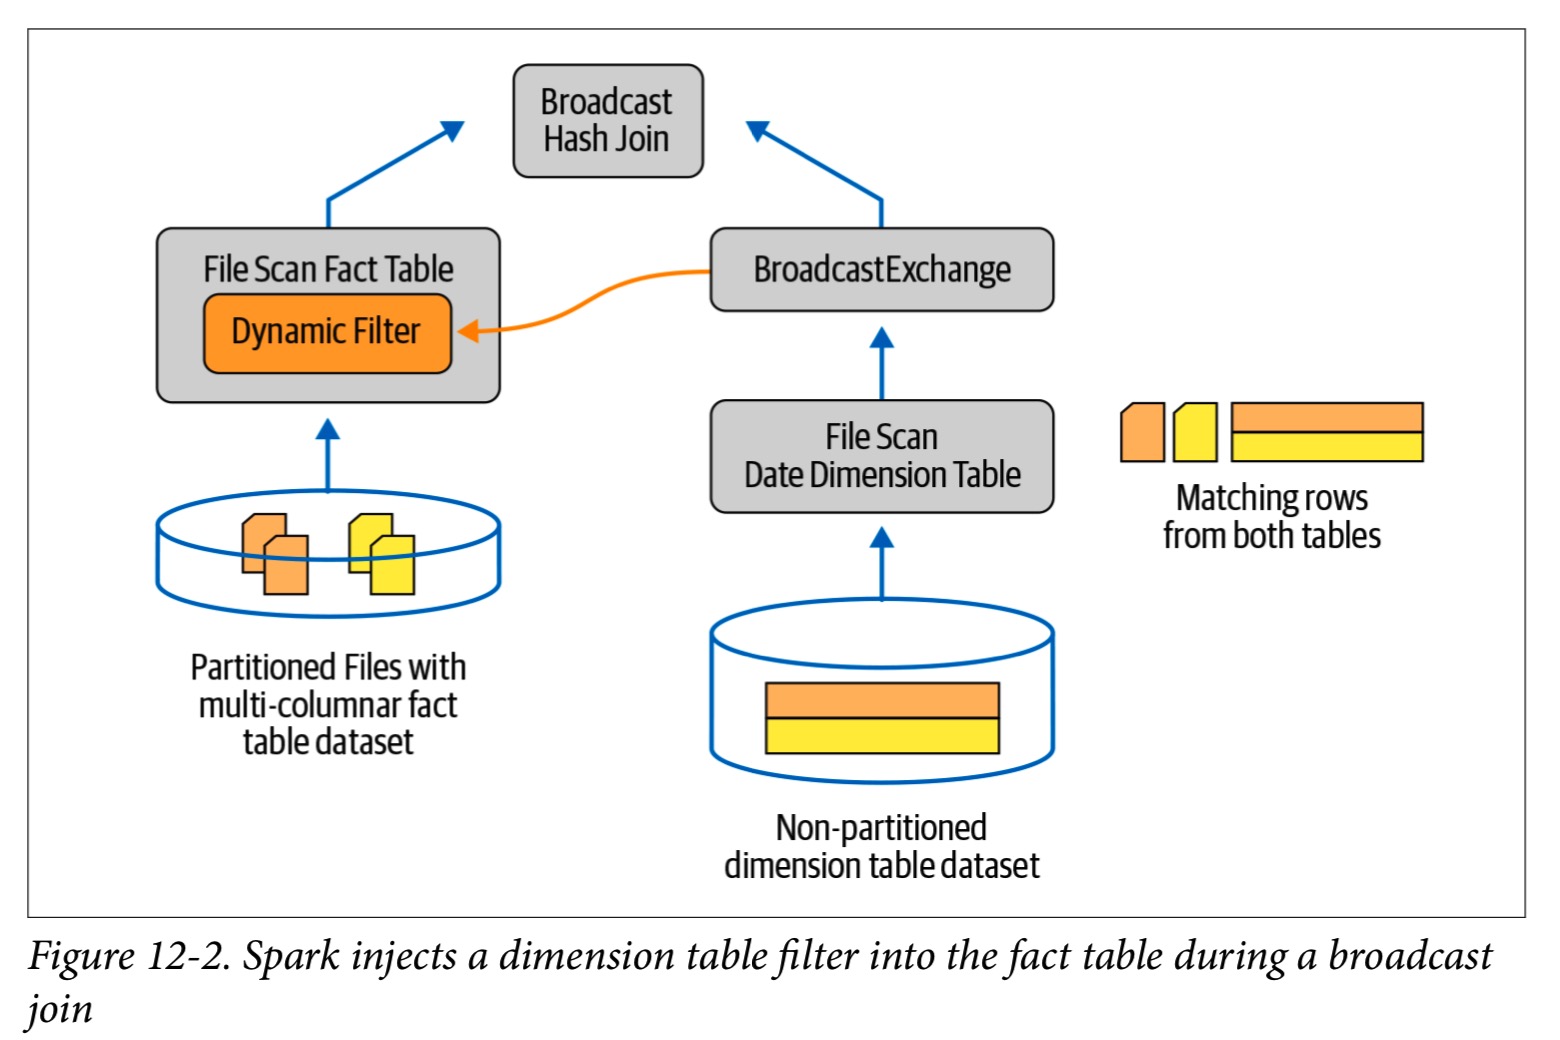 Broadcast
Hash Join
File Scan Fact Table
Dynamic Filter
BroadcastExchange
File Scan
Date Dimension Table
Matching rows
from both tables
Partitioned Files with
multi-columnar fact
table dataset
Non-partitioned
dimension table dataset
Figure 12-2. Spark injects a dimension table filter into the fact table during a broadcast
join